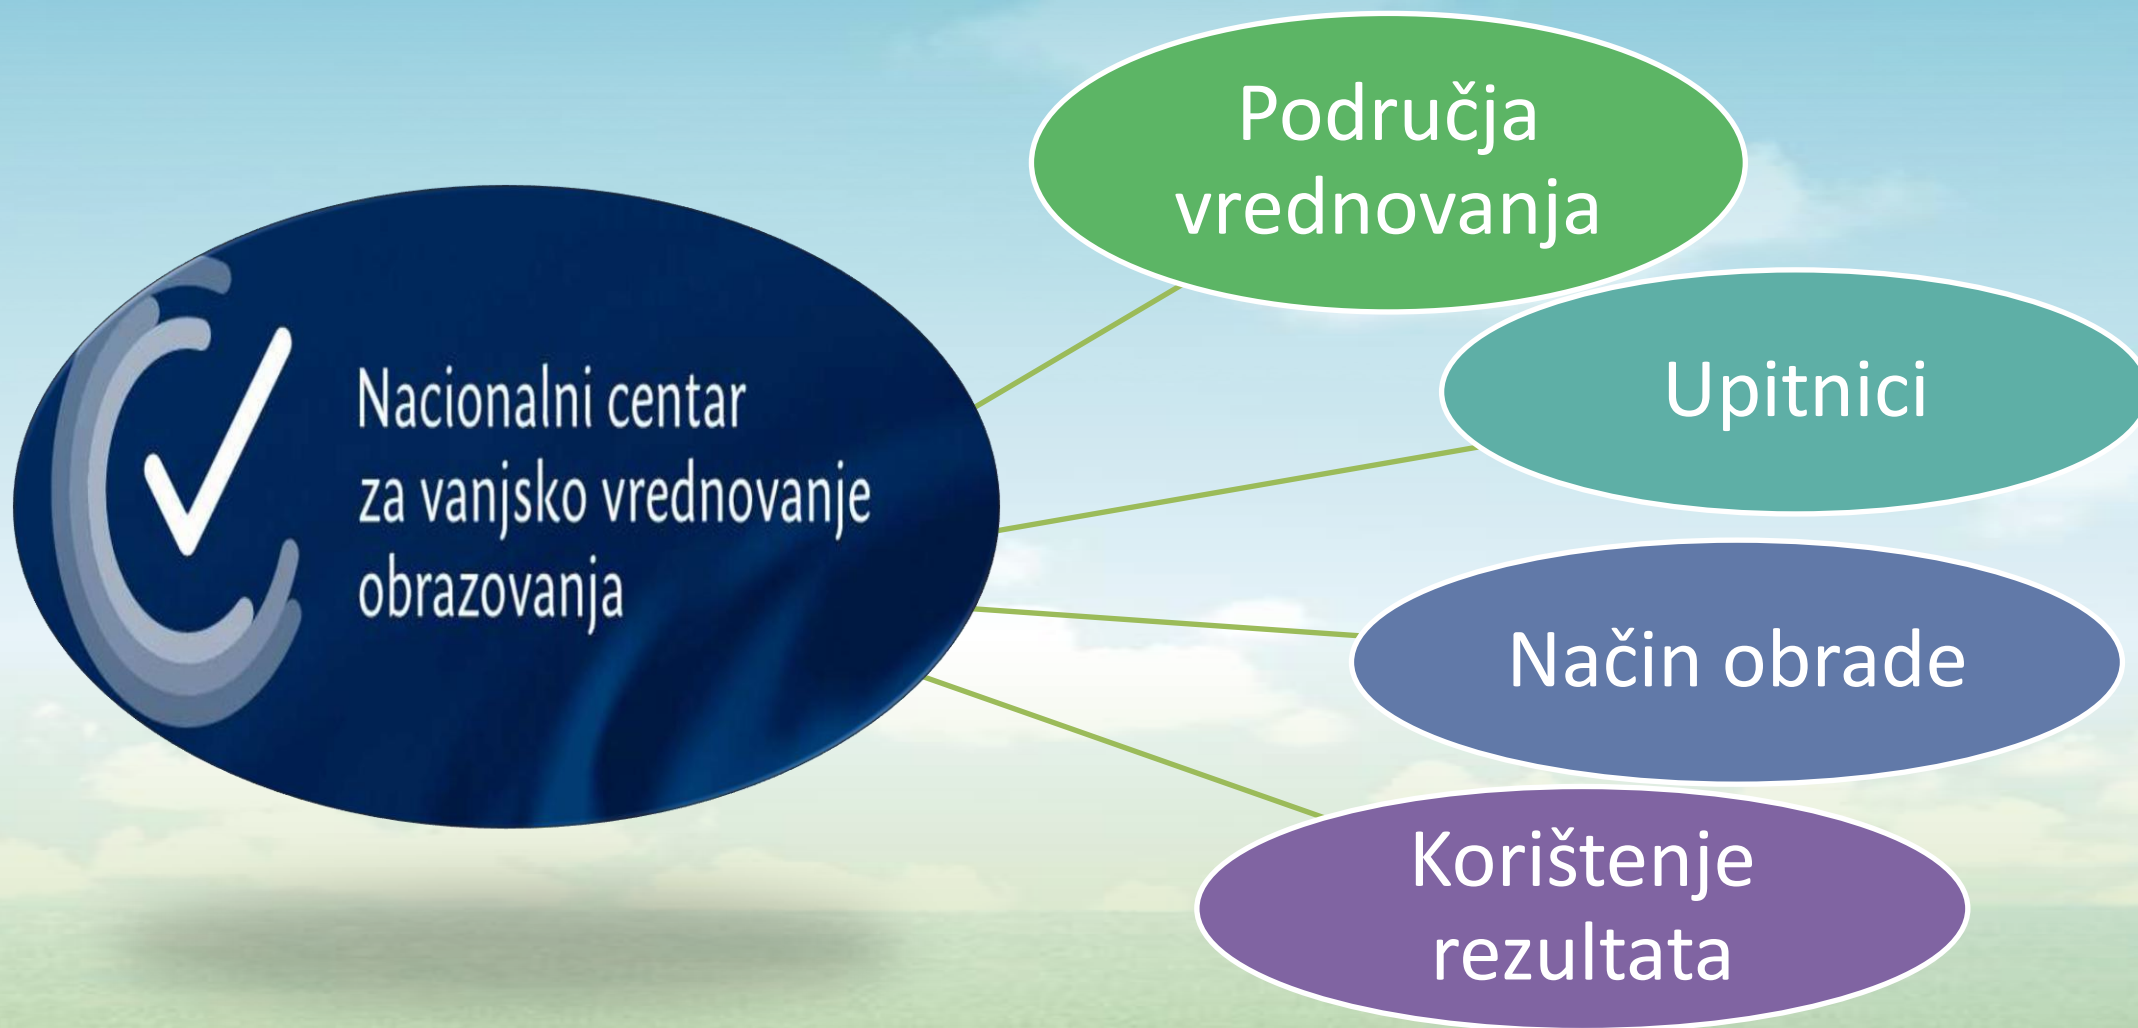 Nacionalni centar
za vanjsko vrednovanje
obrazovanja
Područja
vrednovanja
Upitnici
Način obrade
Korištenje
rezultata